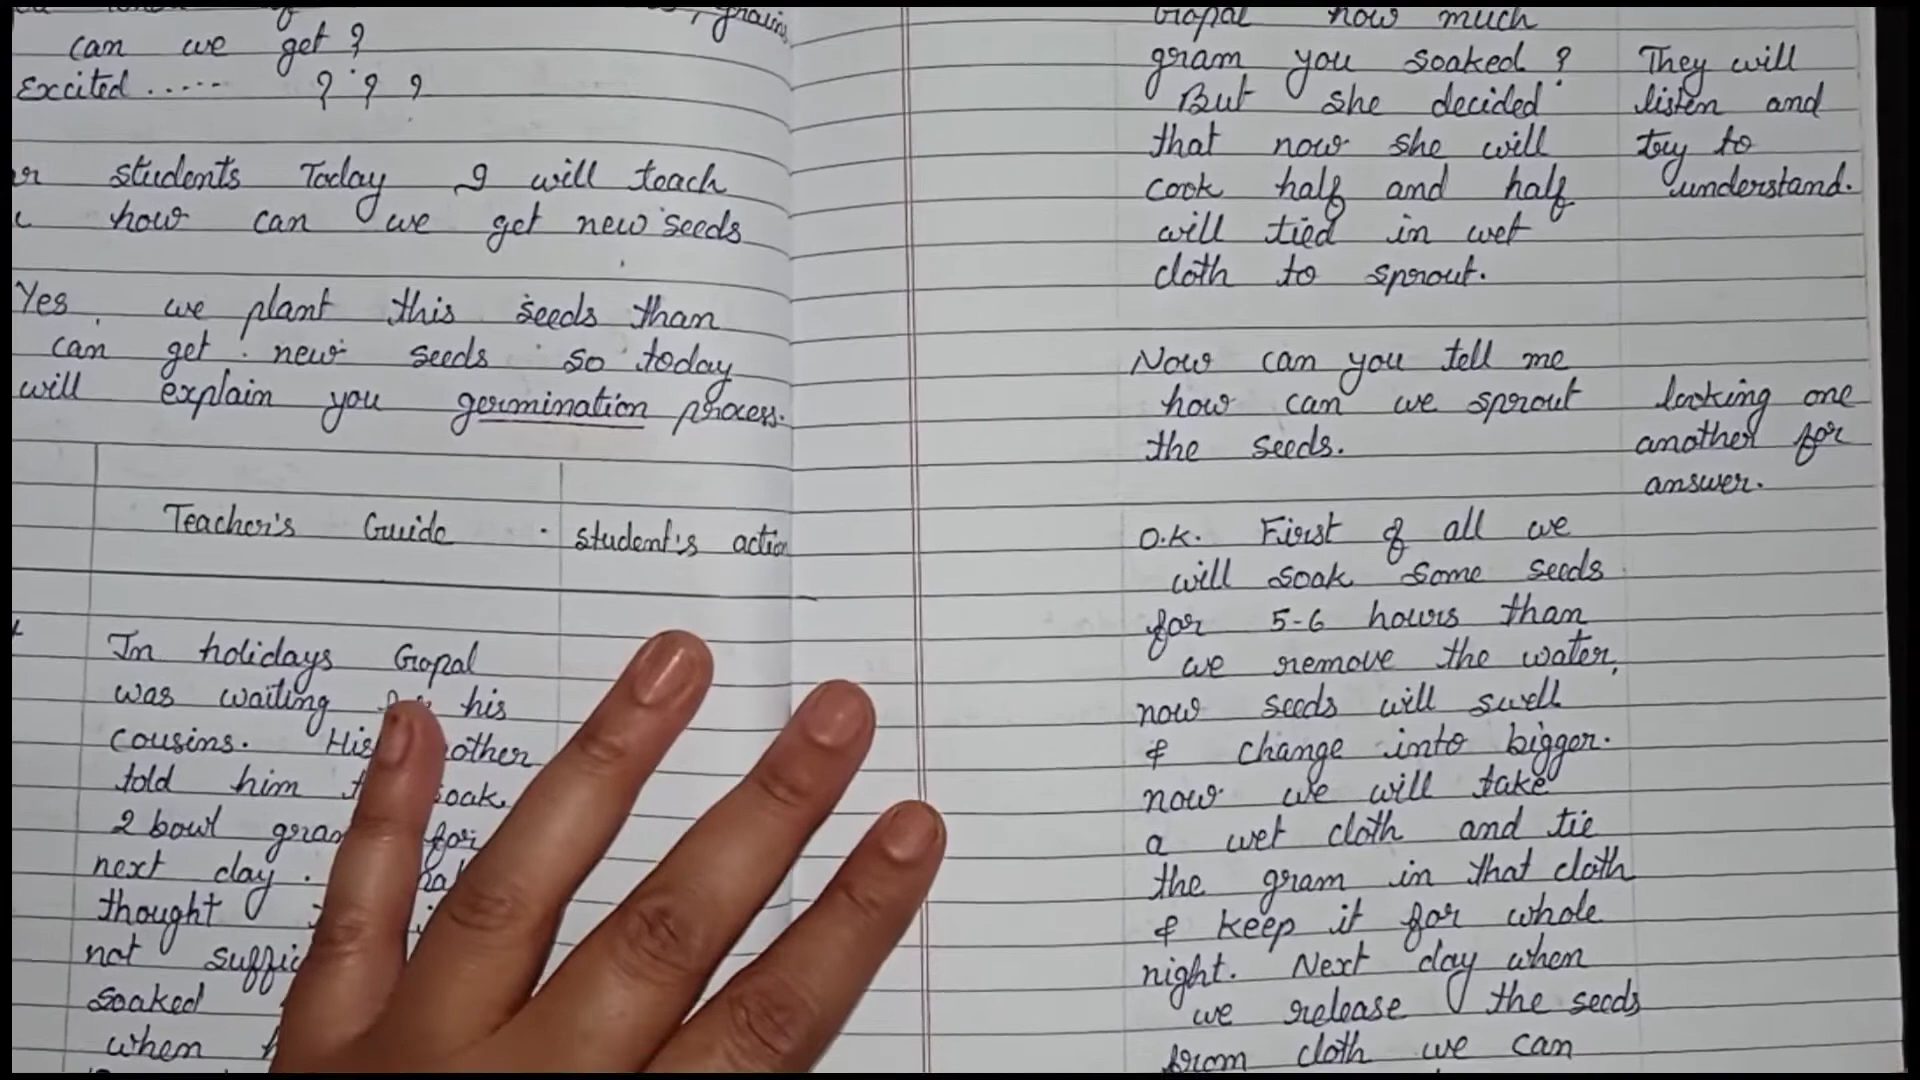 can we get ?
Excited ..... ? ? ?
students Today I will teach
how can we get new seeds
Yes, we plant this seeds than
can get new seeds so today
will explain you germination process.
Teacher's Guide
student's action
In holidays Gopal
was waiting his
cousins. His
told him
2 bowl for
next day.
thought
not
soaked
when
grains
Gopal how much
gram you soaked ?
But she decided
that now she will
cook half and half
will tied in wet
cloth to sprout.
They will
listen and
try to
understand.
Now can you tell me
how can we sprout
the seeds.
looking one
another for
answer.
O.K. First of all we
will soak some seeds
for 5-6 hours than
we remove the water,
now seeds will swell
& change into bigger.
now we will take
a wet cloth and tie
the gram in that cloth
& keep it for whole
night. Next day when
we release the seeds
from cloth we can